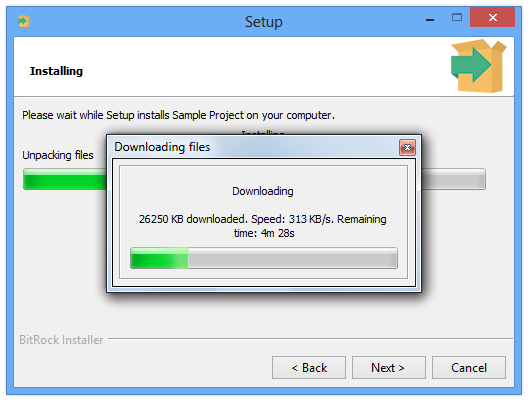 Setup
Installing
Please wait while Setup installs Sample Project on your computer.
Installing
Unpacking files
Downloading files
Downloading
26250 KB downloaded. Speed: 313 KB/s. Remaining
time: 4m 28s
BitRock Installer
< Back
Next >
Cancel